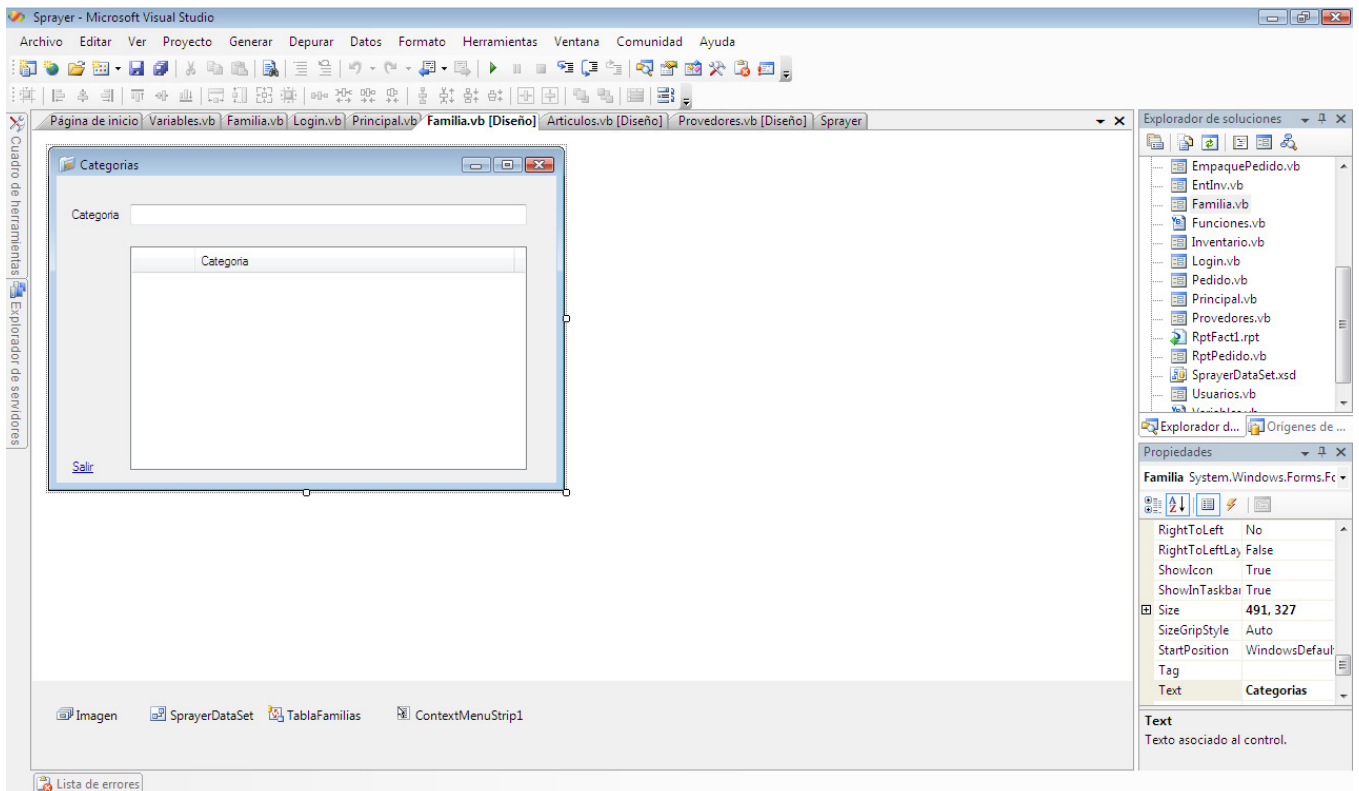 Sprayer - Microsoft Visual Studio
Archivo Editar Ver Proyecto Generar Depurar Datos Formato Herramientas Ventana Comunidad Ayuda
Página de inicio Variables.vb Familia.vb Login.vb Principal.vb Familia.vb [Diseño] Articulos.vb [Diseño] Provedores.vb [Diseño] Sprayer
Cuadro de herramientas
Explorador de servidores
Categorias
Categoria
Categoria
Salir
Imagen SprayerDataSet TablaFamilias ContextMenuStrip1
Lista de errores
Explorador de soluciones
EmpaquePedido.vb
EntInv.vb
Familia.vb
Funciones.vb
Inventario.vb
Login.vb
Pedido.vb
Principal.vb
Provedores.vb
RptFact1.rpt
RptPedido.vb
SprayerDataSet.xsd
Usuarios.vb
Explorador d... Orígenes de ...
Propiedades
Familia System.Windows.Forms.Fc
RightToLeft No
RightToLeftLay False
ShowIcon True
ShowInTaskbar True
Size 491, 327
SizeGripStyle Auto
StartPosition WindowsDefault
Tag
Text Categorias
Text
Texto asociado al control.